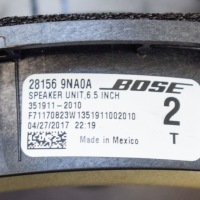 28156 9NA0A BOSE
SPEAKER UNIT,6.5 INCH
351911-2010
F71170823W1351911002010
04/27/2017 22:19
2
T
Made in Mexico